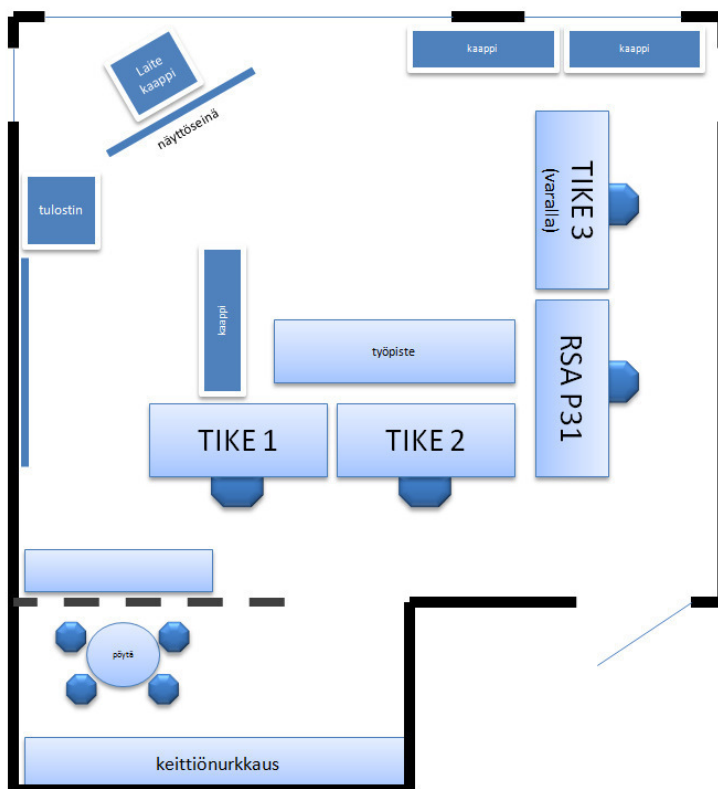 Laite
kaappi
kaappi
kaappi
näyttöseinä
TIKE 3
(varalla)
tulostin
kaappi
työpiste
RSA P31
TIKE 1
TIKE 2
pöytä
keittiönurkkaus